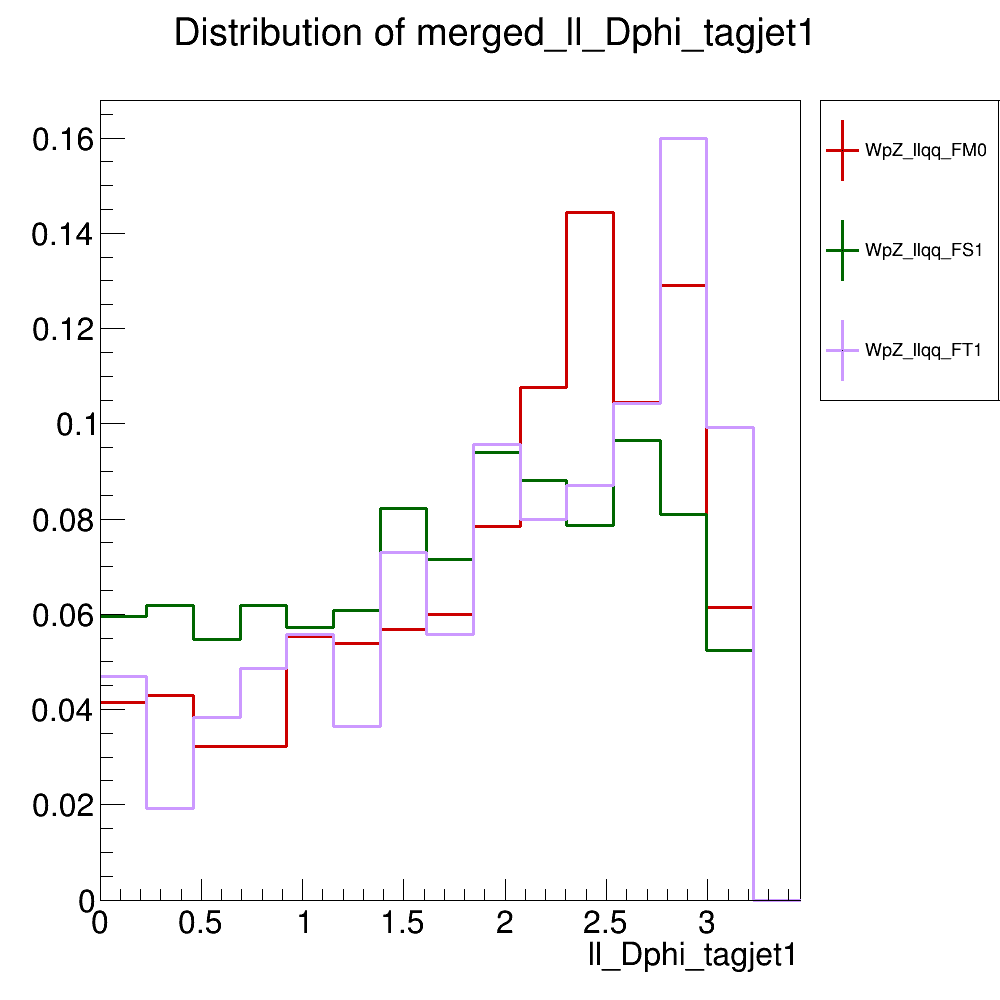 Distribution of merged_ll_Dphi_tagjet1
0.16
0.14
0.12
0.1
0.08
0.06
0.04
0.02
0
0 0.5 1 1.5 2 2.5 3
ll_Dphi_tagjet1
WpZ_llqq_FM0
WpZ_llqq_FS1
WpZ_llqq_FT1